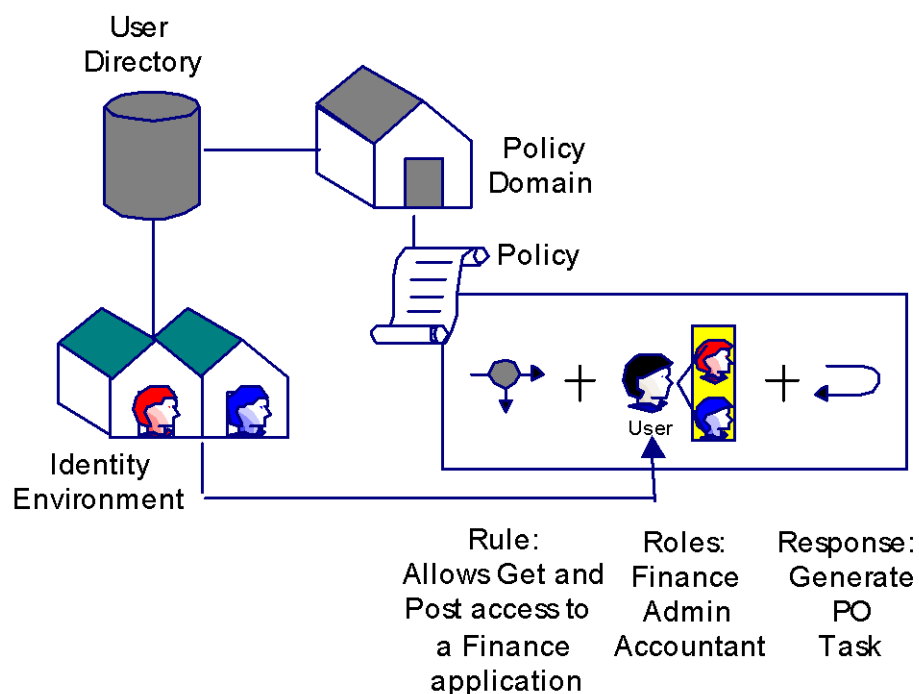 User
Directory
Policy
Domain
Policy
User
Identity
Environment
Rule:
Allows Get and
Post access to
a Finance
application
Roles:
Finance
Admin
Accountant
Response:
Generate
PO
Task